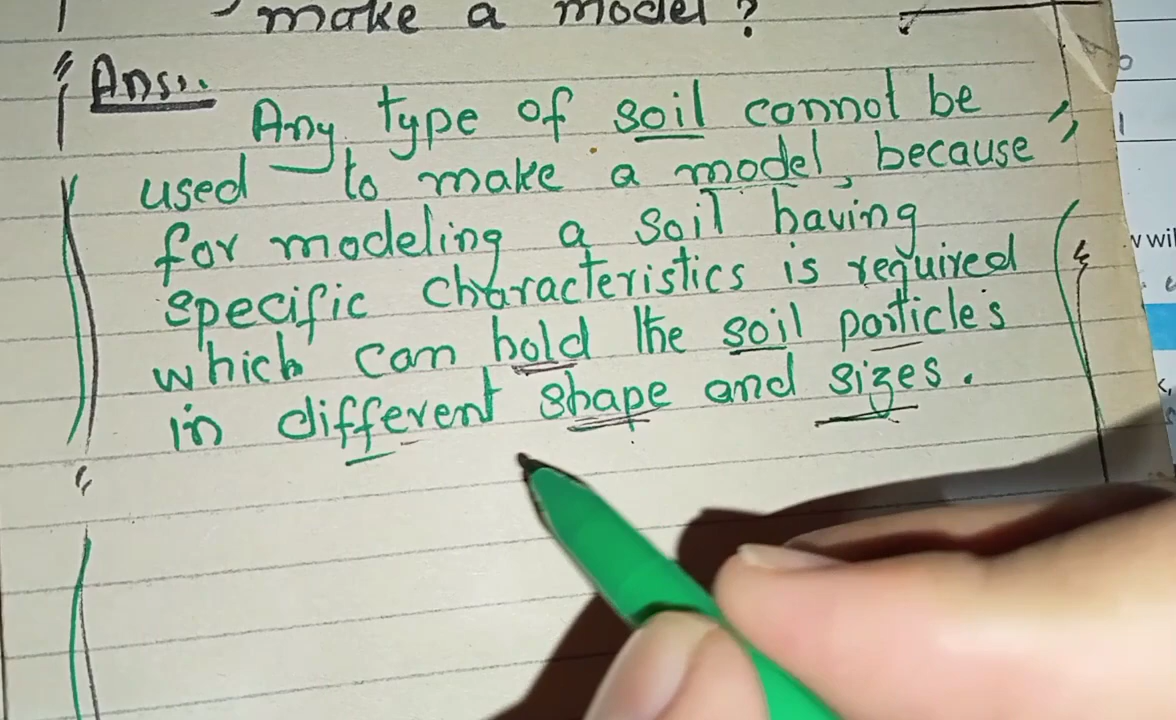 make a model?
Ans:.
Any type of soil cannot be
used to make a model, because
for modeling a soil having
specific characteristics is required
which can hold the soil particles
in different shape and sizes.